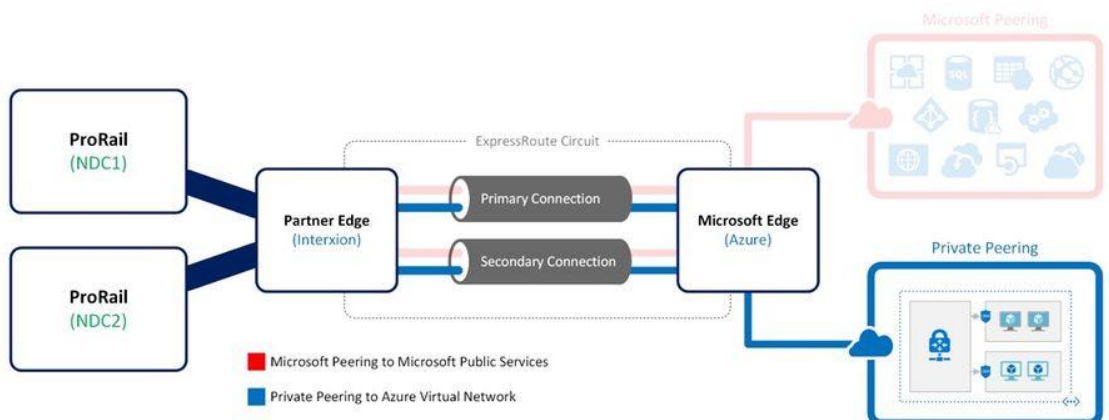 Microsoft Peering
SQL
ProRail
(NDC1)
ExpressRoute Circuit
Partner Edge
(Interxion)
Primary Connection
Microsoft Edge
(Azure)
Secondary Connection
Private Peering
ProRail
(NDC2)
Microsoft Peering to Microsoft Public Services
Private Peering to Azure Virtual Network